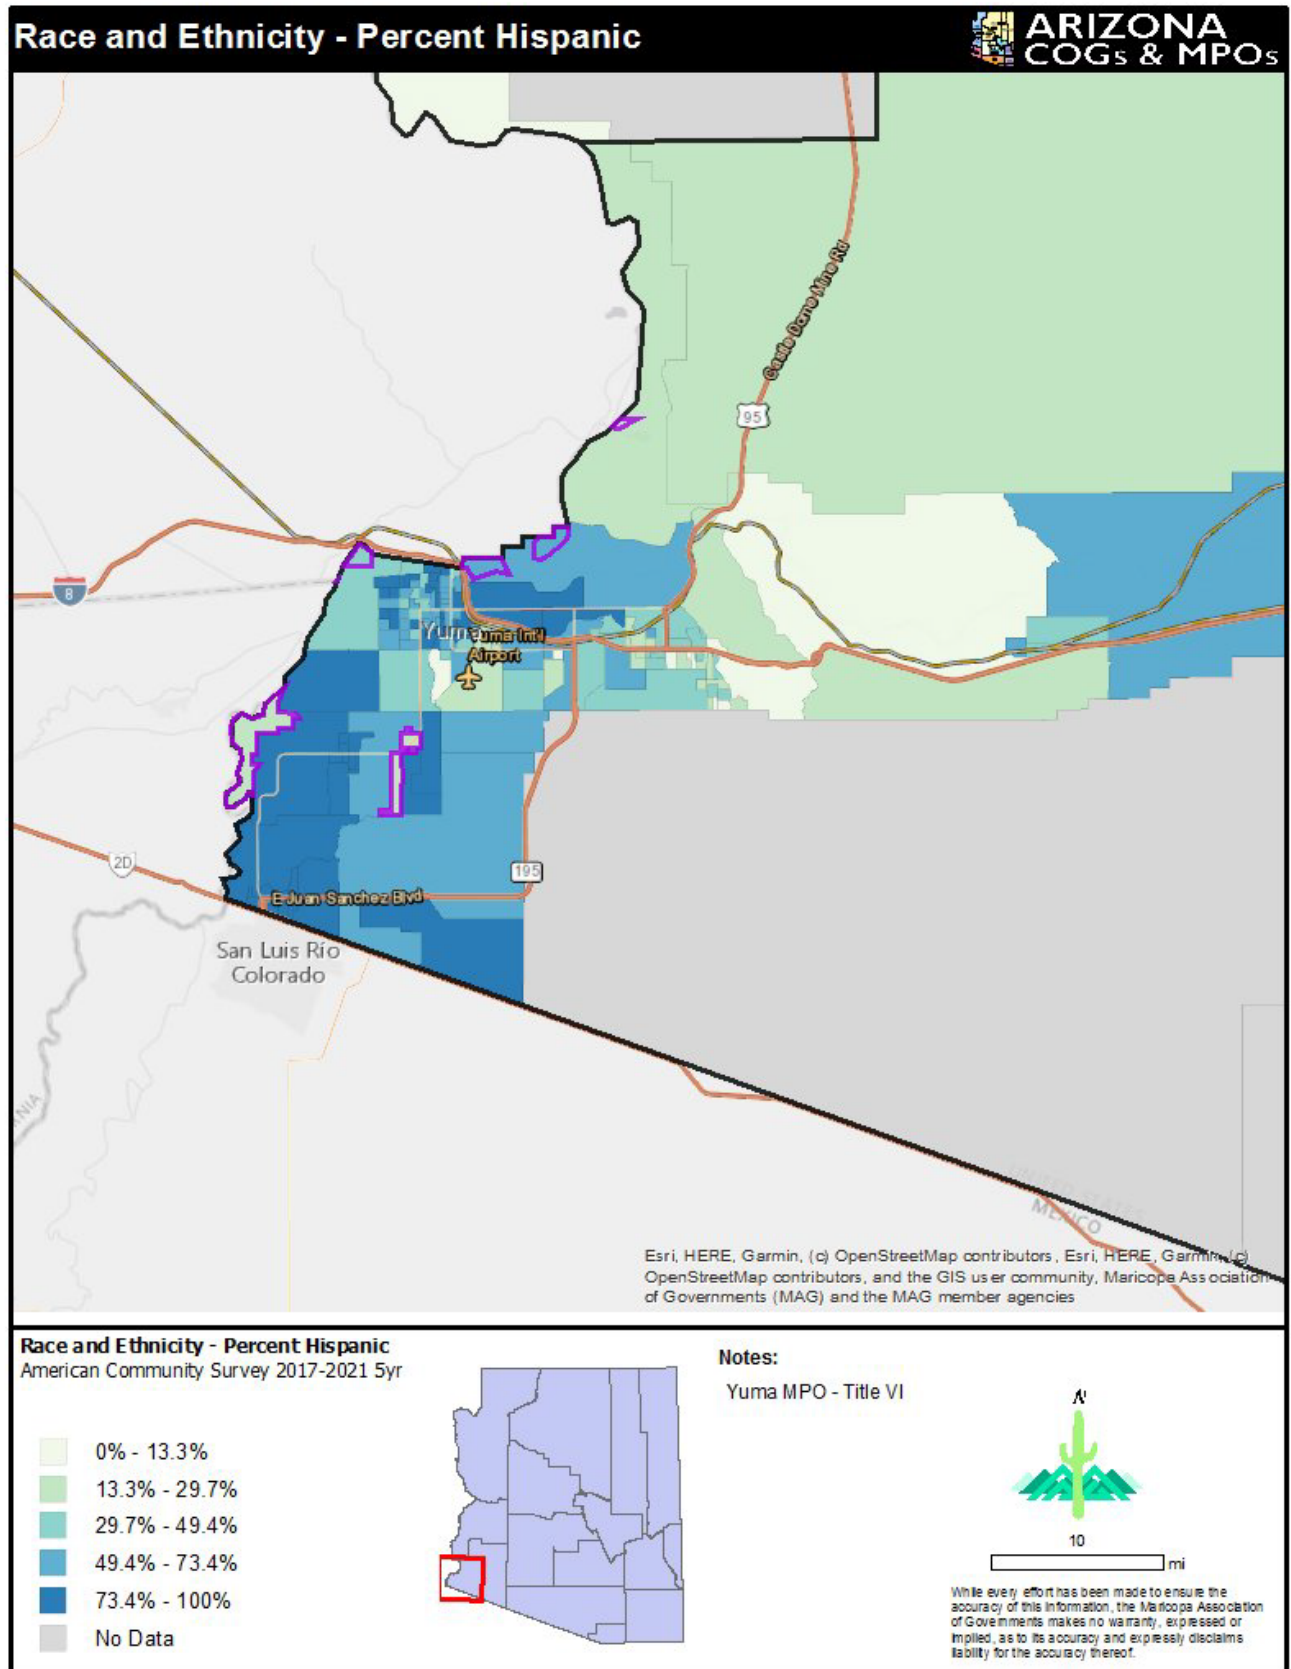 Race and Ethnicity - Percent Hispanic
ARIZONA
COGs & MPOs
Castle Dome Mine Rd
95
8
Yuma
Yuma Int'l
Airport
2D
195
E Juan Sanchez Blvd
San Luis Río
Colorado
UNITED STATES
MEXICO
Esri, HERE, Garmin, (c) OpenStreetMap contributors, Esri, HERE, Garmin, (c)
OpenStreetMap contributors, and the GIS user community, Maricopa Association
of Governments (MAG) and the MAG member agencies
Race and Ethnicity - Percent Hispanic
American Community Survey 2017-2021 5yr
0% - 13.3%
13.3% - 29.7%
29.7% - 49.4%
49.4% - 73.4%
73.4% - 100%
No Data
Notes:
Yuma MPO - Title VI
N
10
mi
While every effort has been made to ensure the
accuracy of this information, the Maricopa Association
of Governments makes no warranty, expressed or
implied, as to its accuracy and expressly disclaims
liability for the accuracy thereof.